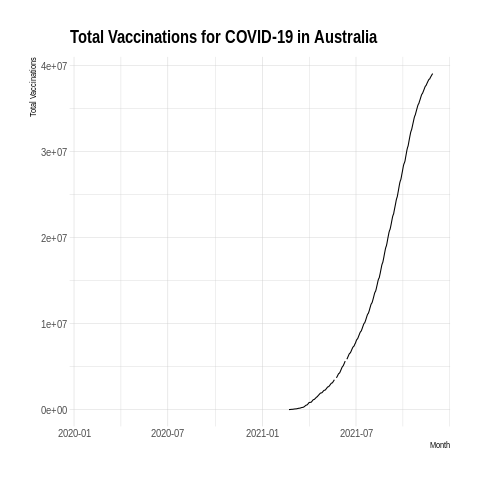 Total Vaccinations for COVID-19 in Australia
Total Vaccinations
4e+07
3e+07
2e+07
1e+07
0e+00
2020-01
2020-07
2021-01
2021-07
Month